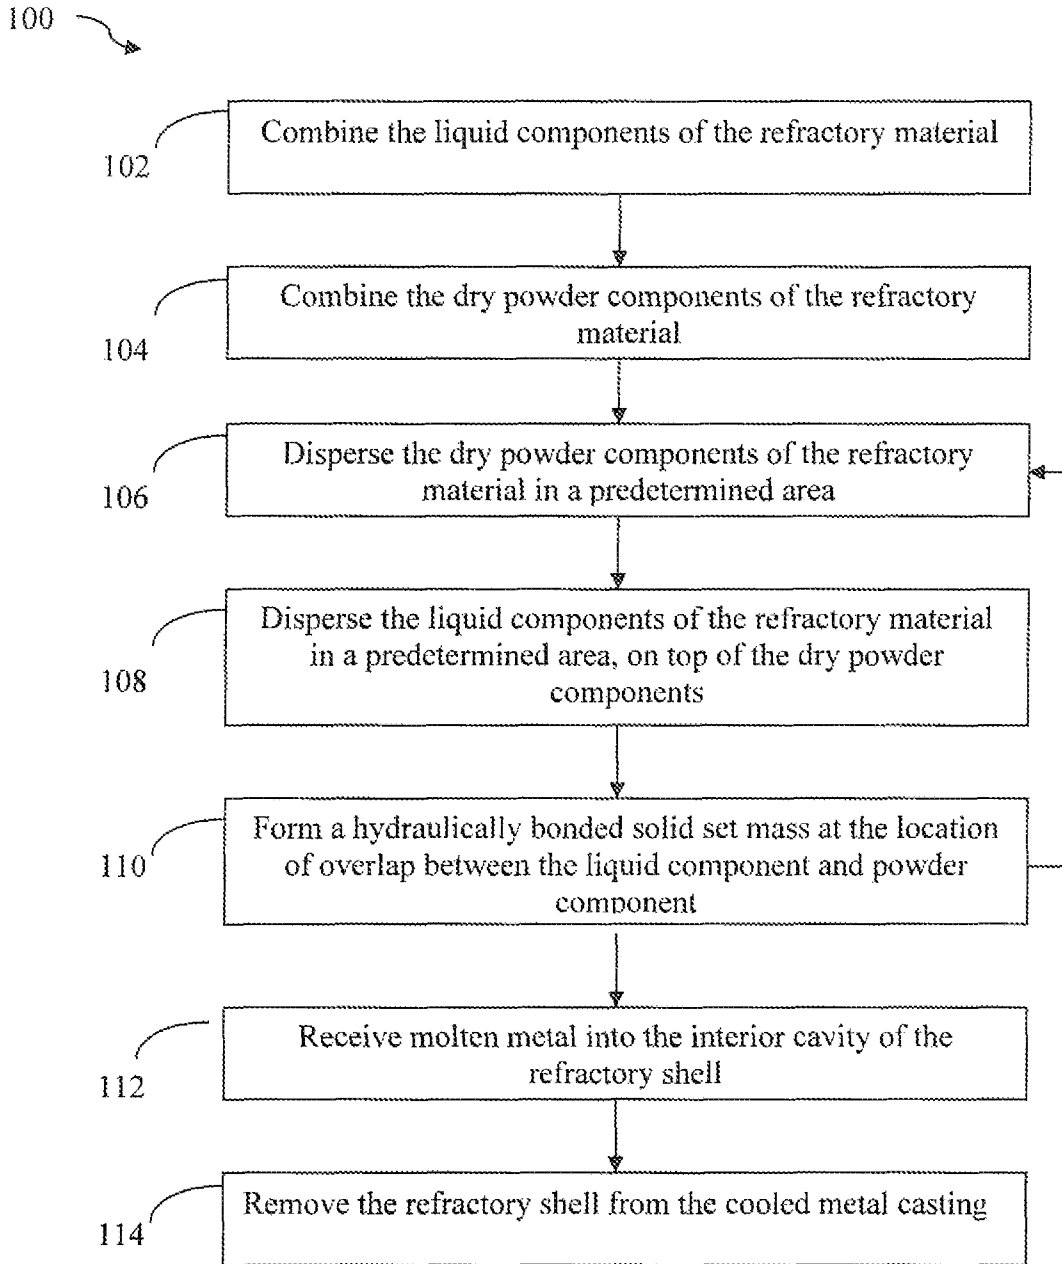 100
Combine the liquid components of the refractory material
102
Combine the dry powder components of the refractory
material
104
Disperse the dry powder components of the refractory
material in a predetermined area
106
Disperse the liquid components of the refractory material
in a predetermined area, on top of the dry powder
components
108
Form a hydraulically bonded solid set mass at the location
of overlap between the liquid component and powder
component
110
Receive molten metal into the interior cavity of the
refractory shell
112
Remove the refractory shell from the cooled metal casting
114